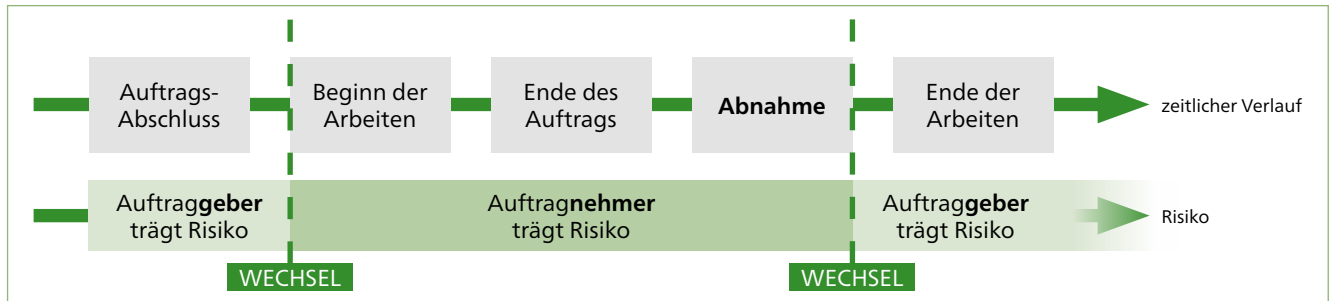 Auftrags-
Abschluss
Beginn der
Arbeiten
Ende des
Auftrags
Abnahme
Ende der
Arbeiten
zeitlicher Verlauf
Auftraggeber
trägt Risiko
Auftragnehmer
trägt Risiko
Auftraggeber
trägt Risiko
Risiko
WECHSEL
WECHSEL